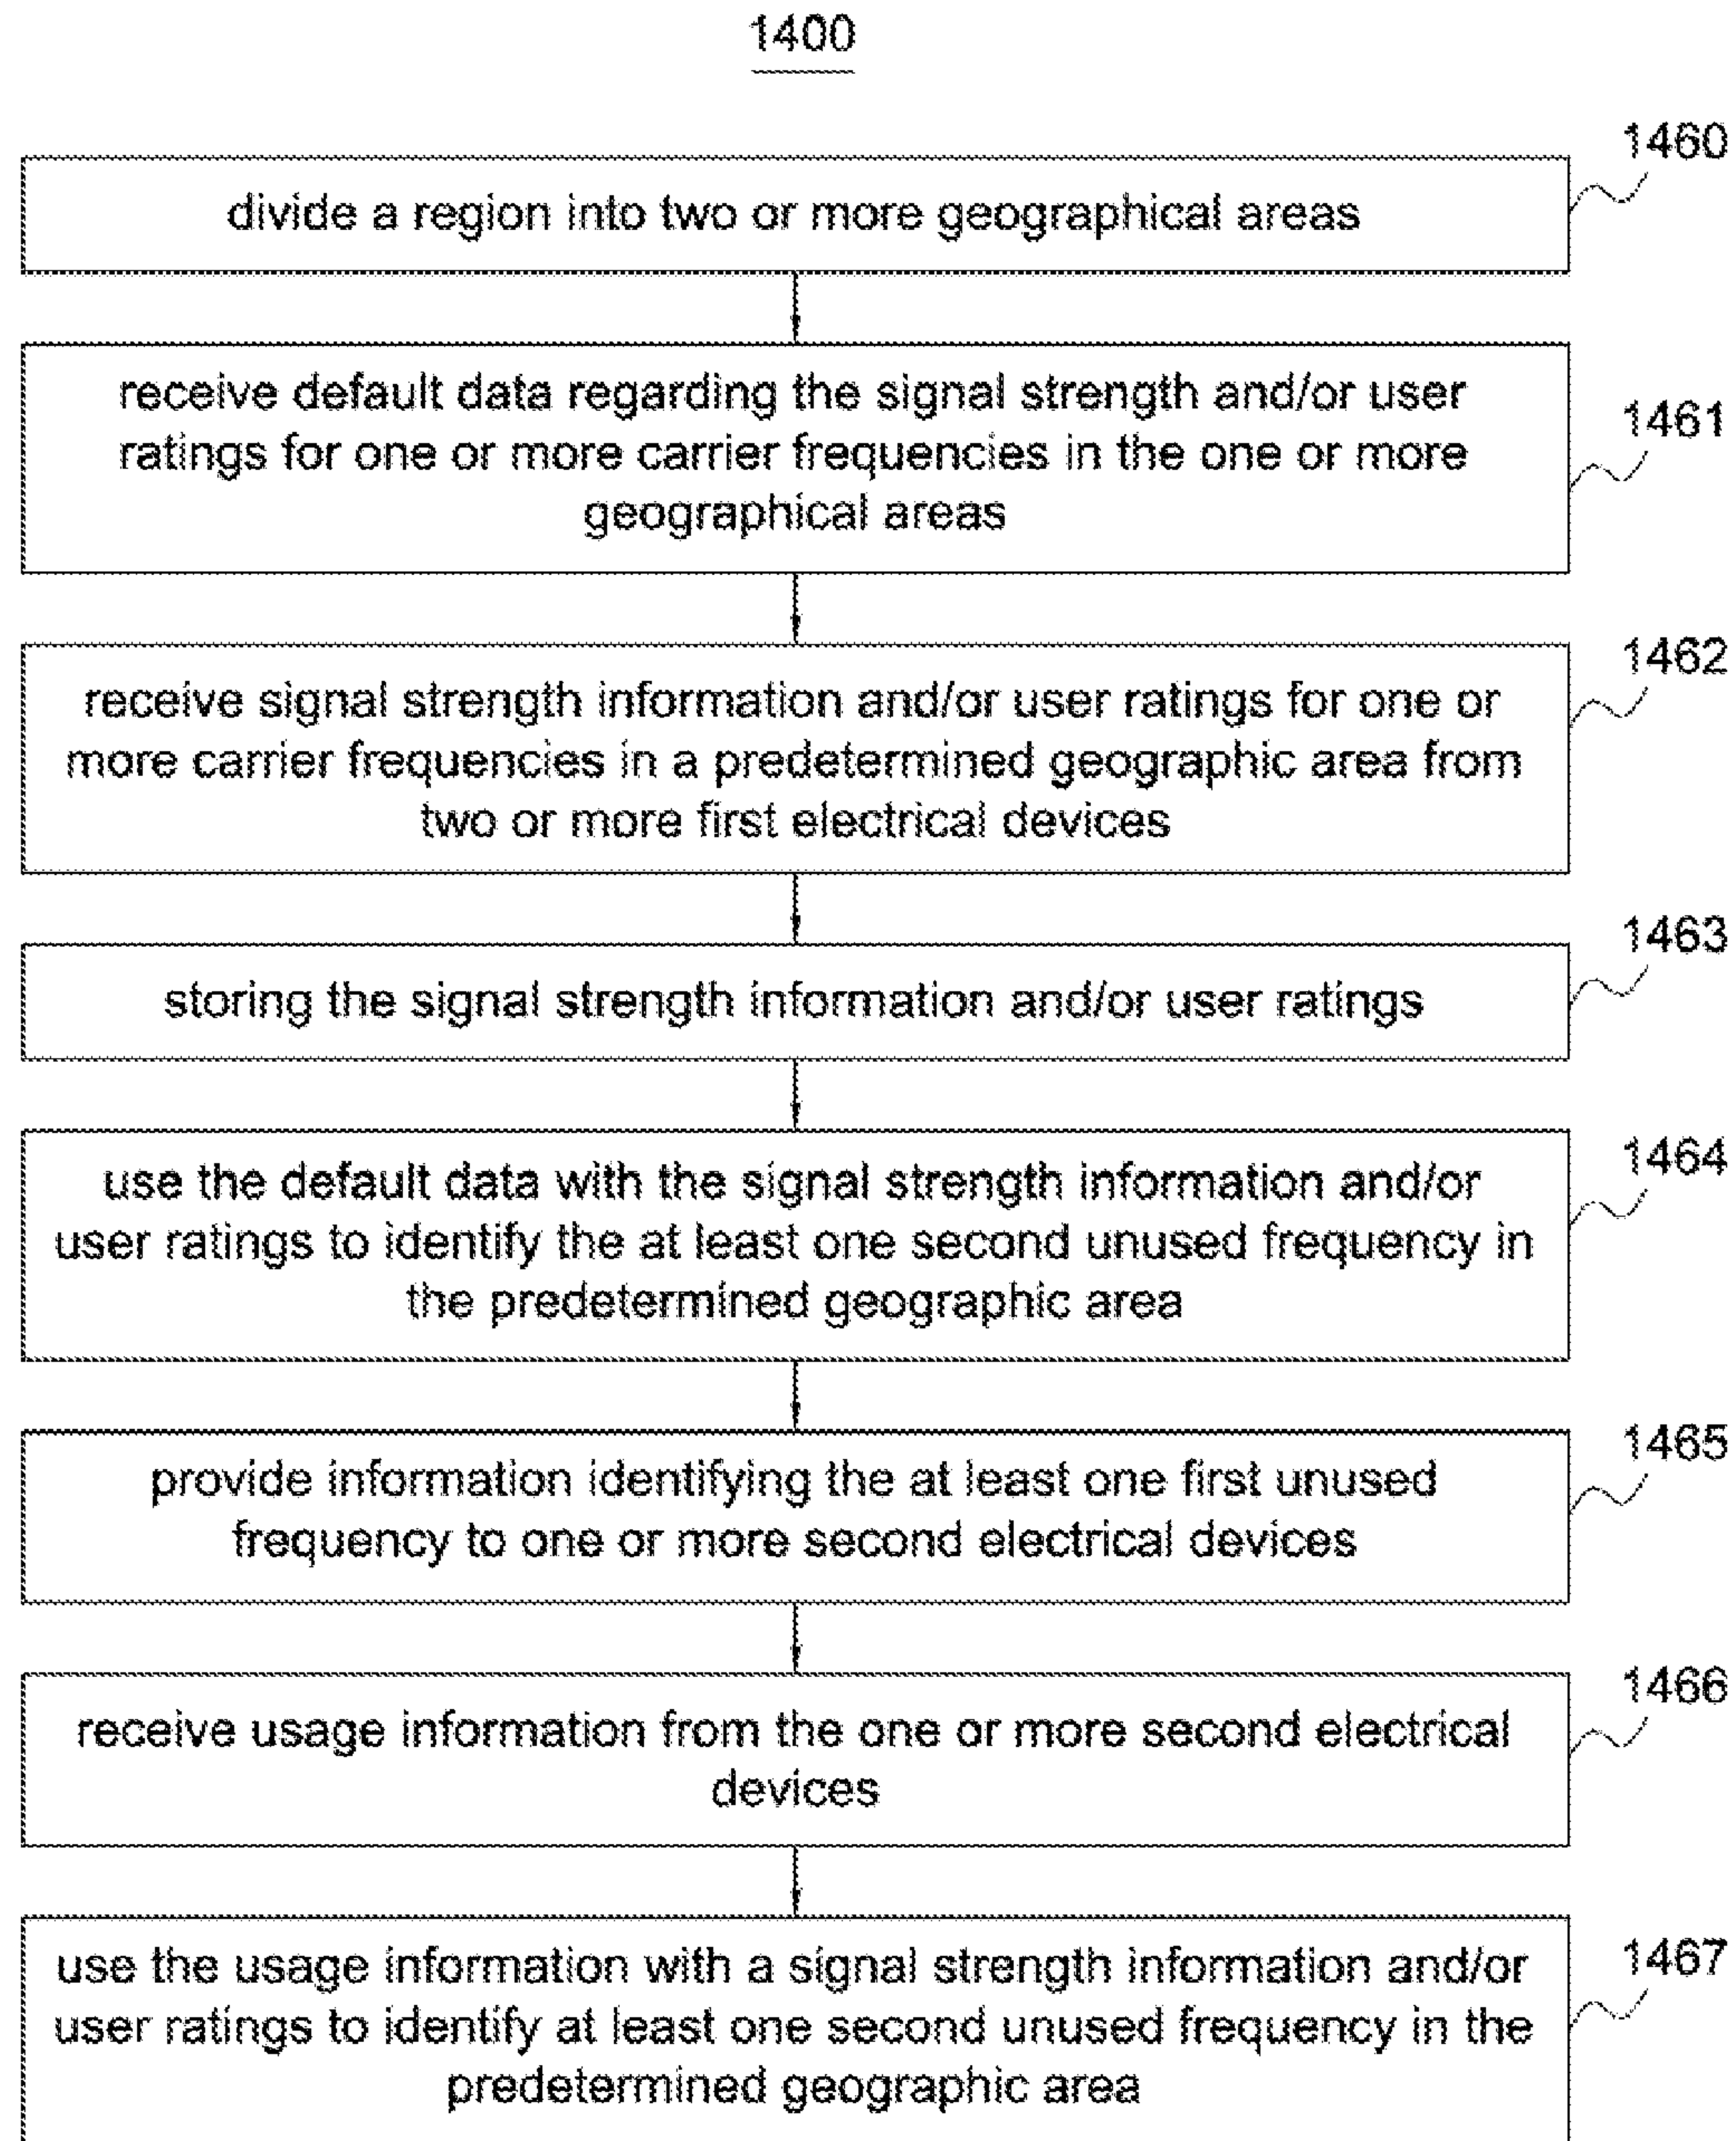 1400
1460
divide a region into two or more geographical areas
receive default data regarding the signal strength and/or user
ratings for one or more carrier frequencies in the one or more
geographical areas
1461
receive signal strength information and/or user ratings for one or
more carrier frequencies in a predetermined geographic area from
two or more first electrical devices
1462
storing the signal strength information and/or user ratings
1463
use the default data with the signal strength information and/or
user ratings to identify the at least one second unused frequency in
the predetermined geographic area
1464
provide information identifying the at least one first unused
frequency to one or more second electrical devices
1465
receive usage information from the one or more second electrical
devices
1466
use the usage information with a signal strength information and/or
user ratings to identify at least one second unused frequency in the
predetermined geographic area
1467